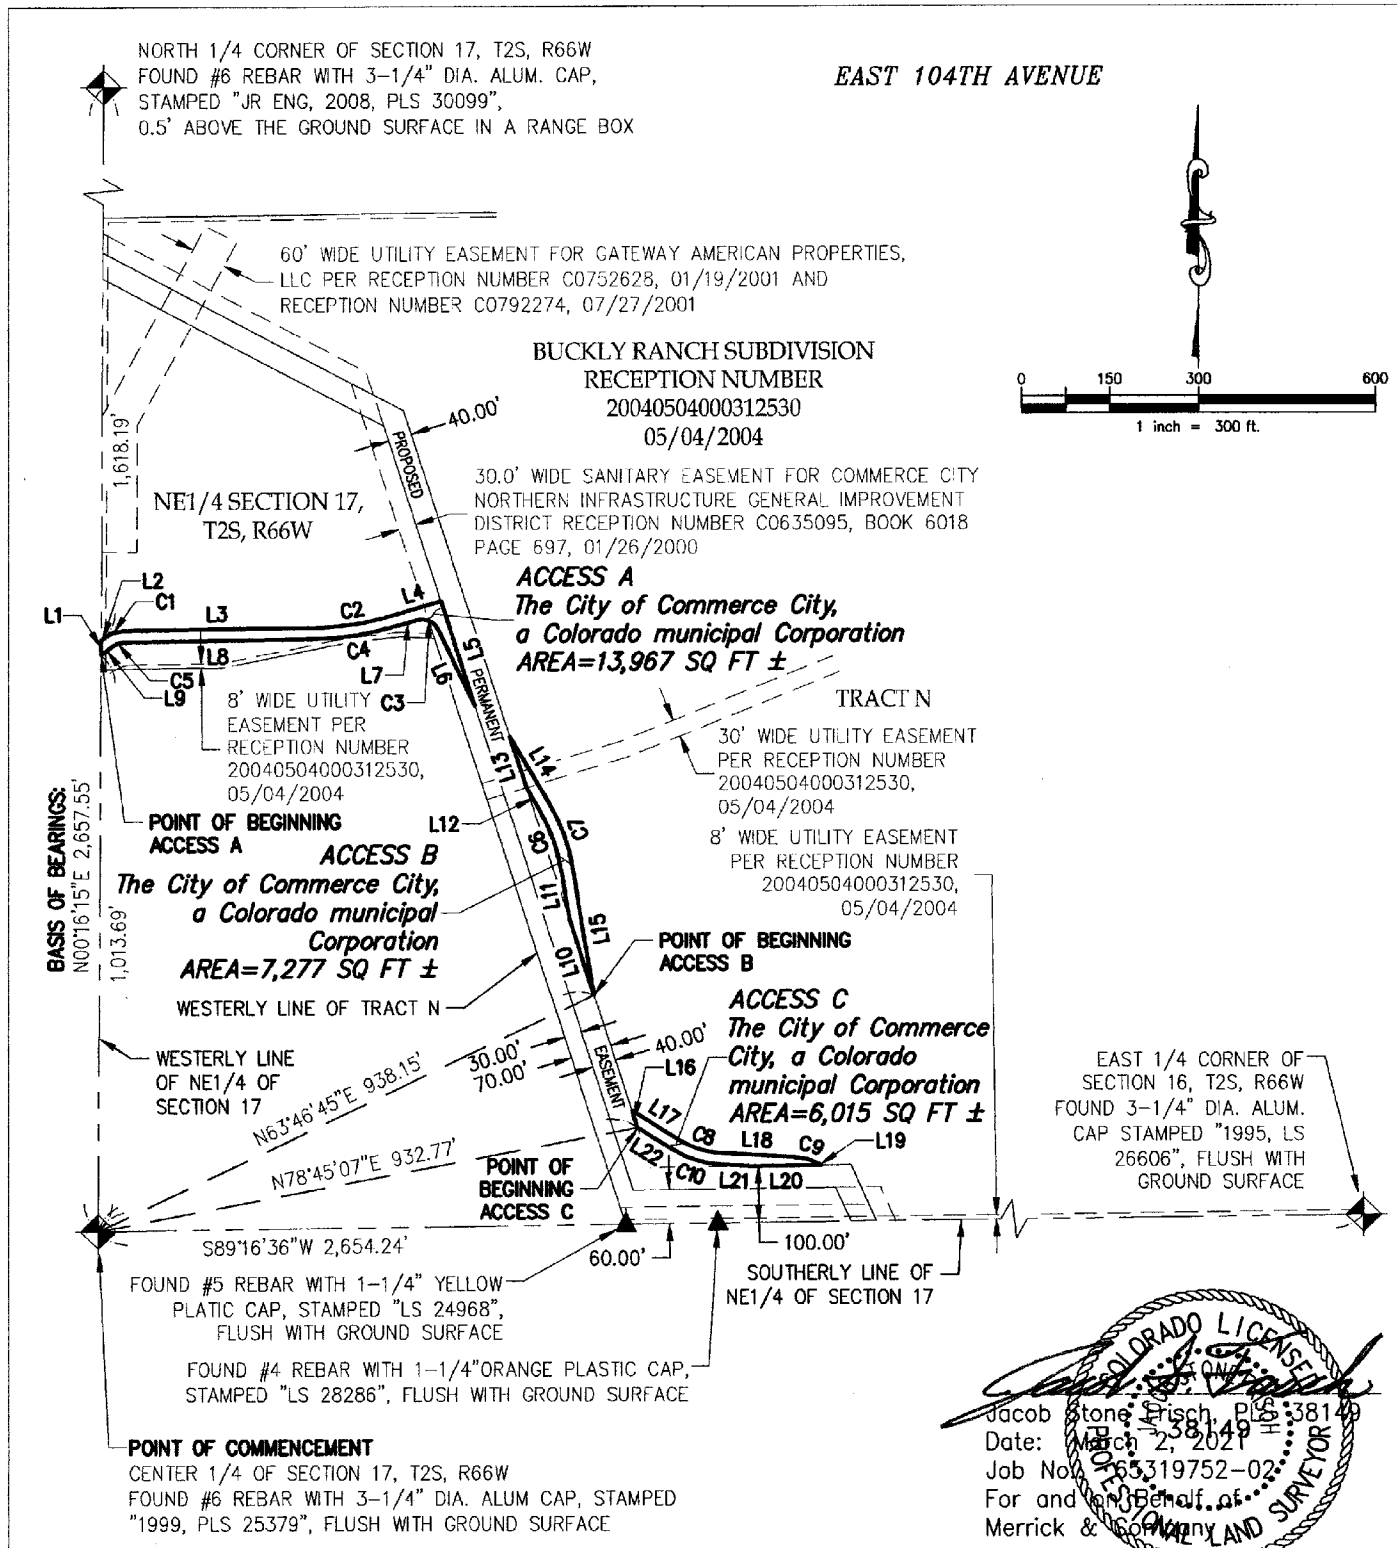 NORTH 1/4 CORNER OF SECTION 17, T2S, R66W
FOUND #6 REBAR WITH 3-1/4" DIA. ALUM. CAP,
STAMPED "JR ENG, 2008, PLS 30099",
0.5' ABOVE THE GROUND SURFACE IN A RANGE BOX
EAST 104TH AVENUE
60' WIDE UTILITY EASEMENT FOR GATEWAY AMERICAN PROPERTIES,
LLC PER RECEPTION NUMBER C0752628, 01/19/2001 AND
RECEPTION NUMBER C0792274, 07/27/2001
BUCKLY RANCH SUBDIVISION
RECEPTION NUMBER
20040504000312530
05/04/2004
0 150 300 600
1 inch = 300 ft.
40.00'
PROPOSED
1,618.19'
NE1/4 SECTION 17,
T2S, R66W
30.0' WIDE SANITARY EASEMENT FOR COMMERCE CITY
NORTHERN INFRASTRUCTURE GENERAL IMPROVEMENT
DISTRICT RECEPTION NUMBER C0635095, BOOK 6018
PAGE 697, 01/26/2000
ACCESS A
The City of Commerce City,
a Colorado municipal Corporation
AREA=13,967 SQ FT ±
L1
L2
C1
L3
C2
L4
L5
PERMANENT
L8
C4
L7
L6
C5
L9
C3
8' WIDE UTILITY
EASEMENT PER
RECEPTION NUMBER
20040504000312530,
05/04/2004
TRACT N
30' WIDE UTILITY EASEMENT
PER RECEPTION NUMBER
20040504000312530,
05/04/2004
8' WIDE UTILITY EASEMENT
PER RECEPTION NUMBER
20040504000312530,
05/04/2004
L13
L14
L12
C6
C7
L11
L15
L10
POINT OF BEGINNING
ACCESS A
BASIS OF BEARINGS:
N00°16'15"E 2,657.55'
1,013.69'
ACCESS B
The City of Commerce City,
a Colorado municipal
Corporation
AREA=7,277 SQ FT ±
WESTERLY LINE OF TRACT N
POINT OF BEGINNING
ACCESS B
ACCESS C
The City of Commerce
City, a Colorado
municipal Corporation
AREA=6,015 SQ FT ±
WESTERLY LINE
OF NE1/4 OF
SECTION 17
30.00'
70.00'
40.00'
EASEMENT
N63°46'45"E 938.15'
N78°45'07"E 932.77'
L16
L17
C8
L18
C9
L19
L22
C10
L21
L20
POINT OF
BEGINNING
ACCESS C
EAST 1/4 CORNER OF
SECTION 16, T2S, R66W
FOUND 3-1/4" DIA. ALUM.
CAP STAMPED "1995, LS
26606", FLUSH WITH
GROUND SURFACE
S89°16'36"W 2,654.24'
60.00'
100.00'
SOUTHERLY LINE OF
NE1/4 OF SECTION 17
FOUND #5 REBAR WITH 1-1/4" YELLOW
PLATIC CAP, STAMPED "LS 24968",
FLUSH WITH GROUND SURFACE
FOUND #4 REBAR WITH 1-1/4"ORANGE PLASTIC CAP,
STAMPED "LS 28286", FLUSH WITH GROUND SURFACE
POINT OF COMMENCEMENT
CENTER 1/4 OF SECTION 17, T2S, R66W
FOUND #6 REBAR WITH 3-1/4" DIA. ALUM CAP, STAMPED
"1999, PLS 25379", FLUSH WITH GROUND SURFACE
COLORADO LICENSED
PROFESSIONAL LAND SURVEYOR
38149
Jacob Stone Frisch, PLS 38149
Date: March 2, 2021
Job No. 65319752-02
For and on Behalf of
Merrick & Company